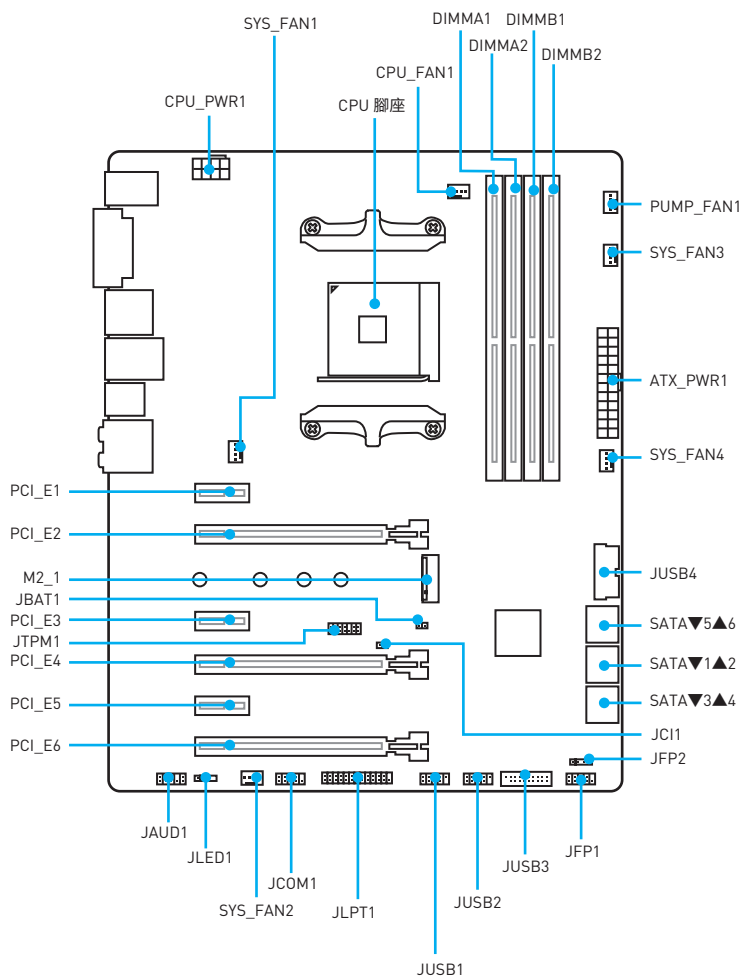 SYS_FAN1
DIMMA1
DIMMB1
DIMMA2
DIMMB2
CPU_FAN1
CPU_PWR1
CPU 腳座
PUMP_FAN1
SYS_FAN3
ATX_PWR1
SYS_FAN4
PCI_E1
PCI_E2
M2_1
JUSB4
JBAT1
PCI_E3
SATA▼5▲6
JTPM1
PCI_E4
SATA▼1▲2
PCI_E5
SATA▼3▲4
JCI1
PCI_E6
JFP2
JAUD1
JLED1
JCOM1
SYS_FAN2
JLPT1
JUSB1
JUSB2
JUSB3
JFP1